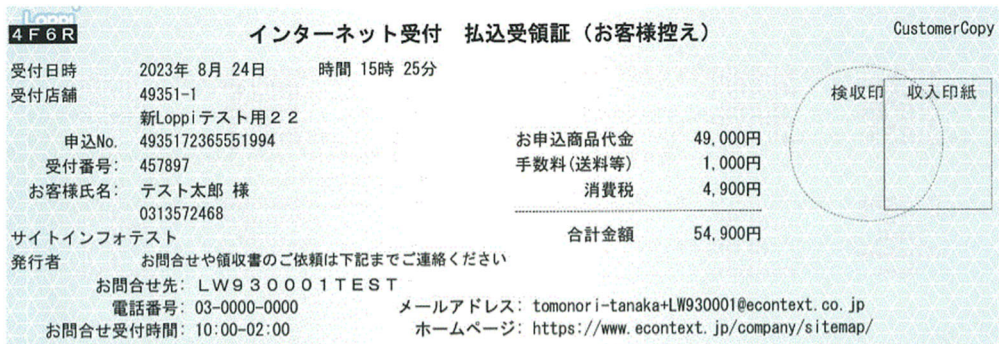 Loppi
4F6R
インターネット受付 払込受領証（お客様控え）
CustomerCopy
受付日時 2023年 8月 24日 時間 15時 25分
受付店舗 49351-1
新Loppiテスト用２２
検収印 収入印紙
申込No. 4935172365551994
お申込商品代金 49,000円
受付番号: 457897
手数料(送料等) 1,000円
お客様氏名: テスト太郎 様
消費税 4,900円
0313572468
サイトインフォテスト
合計金額 54,900円
発行者 お問合せや領収書のご依頼は下記までご連絡ください
お問合せ先: ＬＷ９３０００１ＴＥＳＴ
電話番号: 03-0000-0000 メールアドレス: tomonori-tanaka+LW930001@econtext.co.jp
お問合せ受付時間: 10:00-02:00 ホームページ: https://www.econtext.jp/company/sitemap/